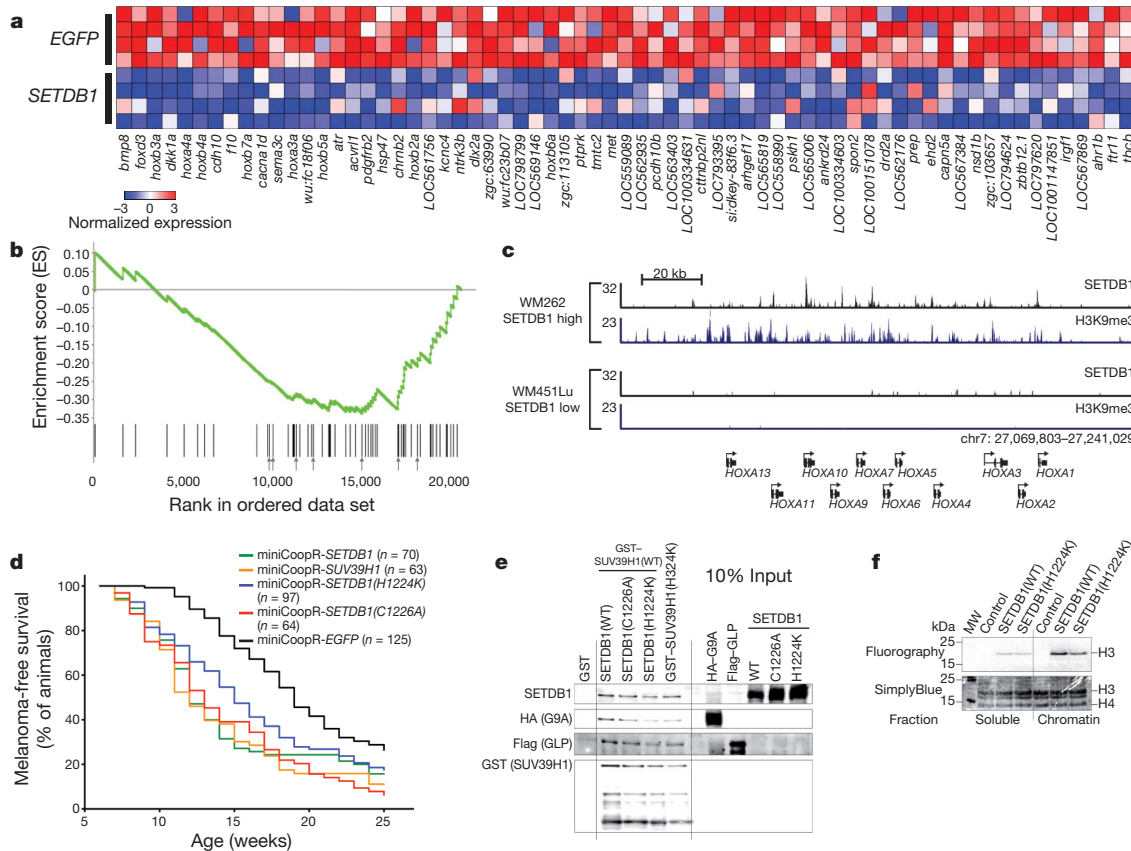 a
EGFP
SETDB1
bmp8
foxd3
hoxb3a
dkk1a
hoxa4a
hoxb4a
cdh10
f10
hoxb7a
cacna1d
sema3c
hoxa3a
wu:fc18f06
hoxb5a
atr
acvrl1
pdgfrb2
hsp47
hoxb2a
kcnc4
ntrk3b
chrnb2
dlx2a
LOC561756
zgc:63990
wu:fc23b07
LOC798799
LOC569146
hoxb6a
zgc:113105
ptprk
tmtc2
met
LOC559089
LOC562935
pcdh10b
LOC563403
LOC100334631
cttnbp2nl
LOC793395
si:dkey-83f6.3
arhgef17
LOC565819
LOC558990
pskh1
LOC565006
ankrd24
LOC100334603
spon2
LOC100151078
drd2a
LOC562176
prep
ehd2
capn5a
LOC567384
nsd1b
zgc:103657
LOC794624
zbtb12.1
LOC797620
LOC1001147851
irgf1
LOC567869
ahr1b
ftr11
tbcb
−3 0 3
Normalized expression
b
Enrichment score (ES)
0.10
0.05
0
−0.05
−0.10
−0.15
−0.20
−0.25
−0.30
−0.35
0 5,000 10,000 15,000 20,000
Rank in ordered data set
c
20 kb
WM262
SETDB1 high
32
SETDB1
23
H3K9me3
WM451Lu
SETDB1 low
32
SETDB1
23
H3K9me3
chr7: 27,069,803–27,241,029
HOXA13 HOXA10 HOXA7 HOXA5 HOXA3 HOXA1
HOXA11 HOXA9 HOXA6 HOXA4 HOXA2
d
miniCoopR-SETDB1 (n = 70)
miniCoopR-SUV39H1 (n = 63)
miniCoopR-SETDB1(H1224K)
(n = 97)
miniCoopR-SETDB1(C1226A)
(n = 64)
miniCoopR-EGFP (n = 125)
Melanoma-free survival
(% of animals)
100
80
60
40
20
0
5 10 15 20 25
Age (weeks)
e
GST–
SUV39H1(WT)
10% Input
GST
SETDB1(WT)
SETDB1(C1226A)
SETDB1(H1224K)
GST–SUV39H1(H324K)
HA–G9A
Flag–GLP
SETDB1
WT
C1226A
H1224K
SETDB1
HA (G9A)
Flag (GLP)
GST (SUV39H1)
f
MW
Control
SETDB1(WT)
SETDB1(H1224K)
Control
SETDB1(WT)
SETDB1(H1224K)
kDa
25
Fluorography
15
H3
25
SimplyBlue
15
H3
H4
Fraction Soluble Chromatin